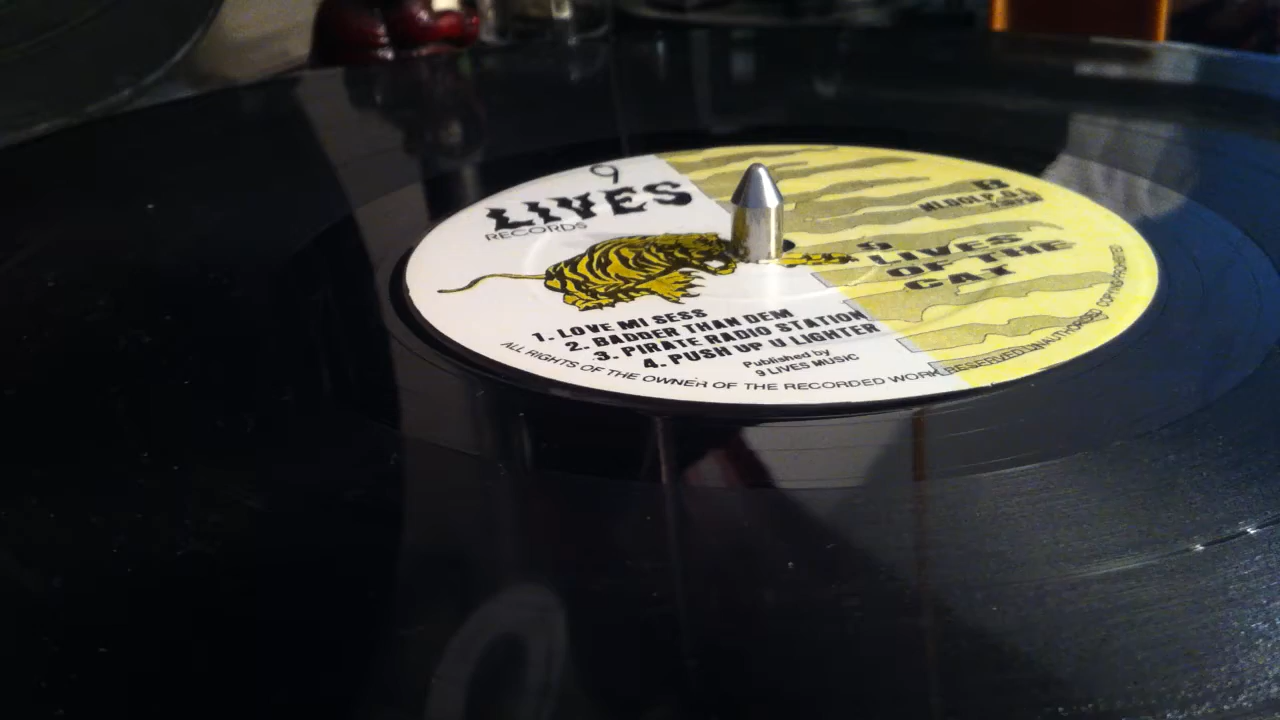 9
LIVES
RECORDS
B
9 LIVES
OF THE
CAT
1. LOVE MI SESS
2. BADDER THAN DEM
3. PIRATE RADIO STATION
4. PUSH UP U LIGHTER
Published by
9 LIVES MUSIC
ALL RIGHTS OF THE OWNER OF THE RECORDED WORK RESERVED. UNAUTHORISED